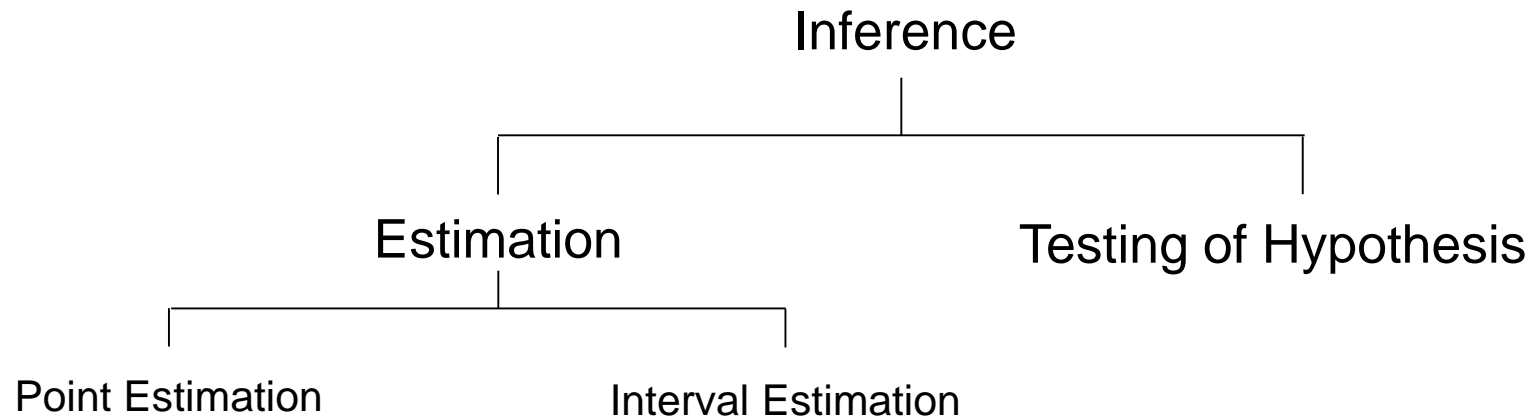 Inference
Estimation
Testing of Hypothesis
Point Estimation
Interval Estimation